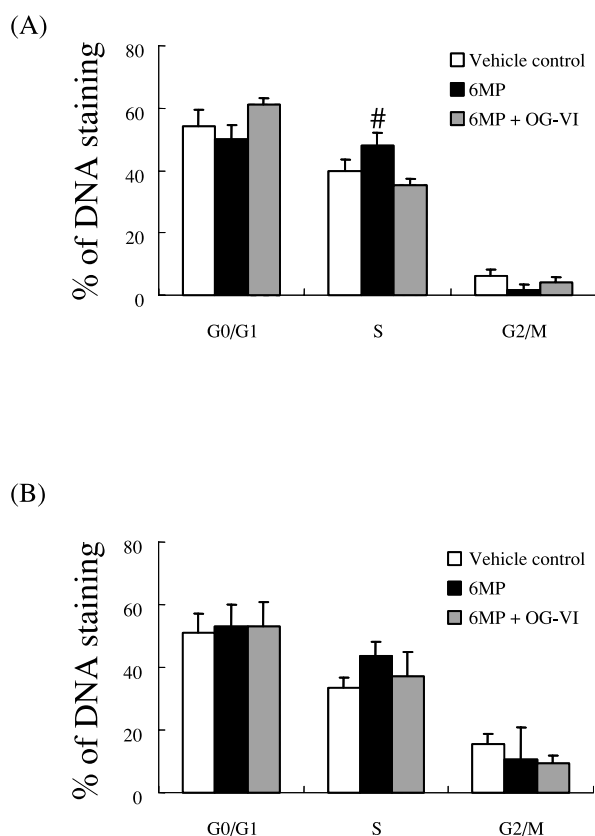 (A)
% of DNA staining
80
60
40
20
0
Vehicle control
6MP
6MP + OG-VI
#
G0/G1
S
G2/M
(B)
% of DNA staining
80
60
40
20
0
Vehicle control
6MP
6MP + OG-VI
G0/G1
S
G2/M